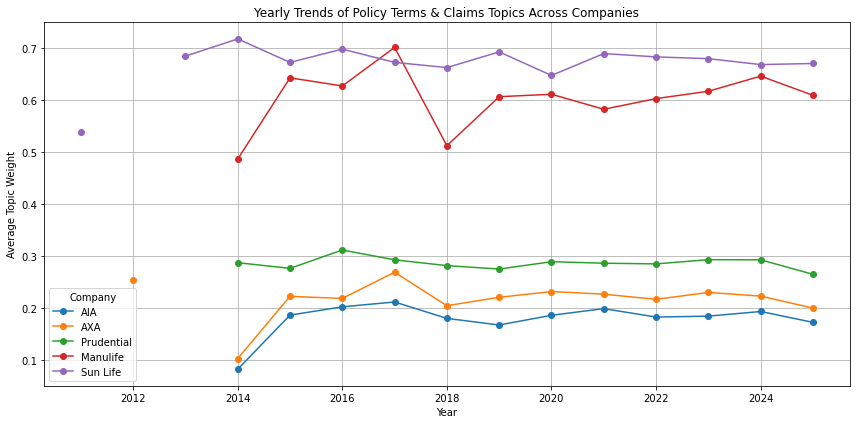 Yearly Trends of Policy Terms & Claims Topics Across Companies
Average Topic Weight
0.7
0.6
0.5
0.4
0.3
0.2
0.1
Company
AIA
AXA
Prudential
Manulife
Sun Life
2012
2014
2016
2018
2020
2022
2024
Year